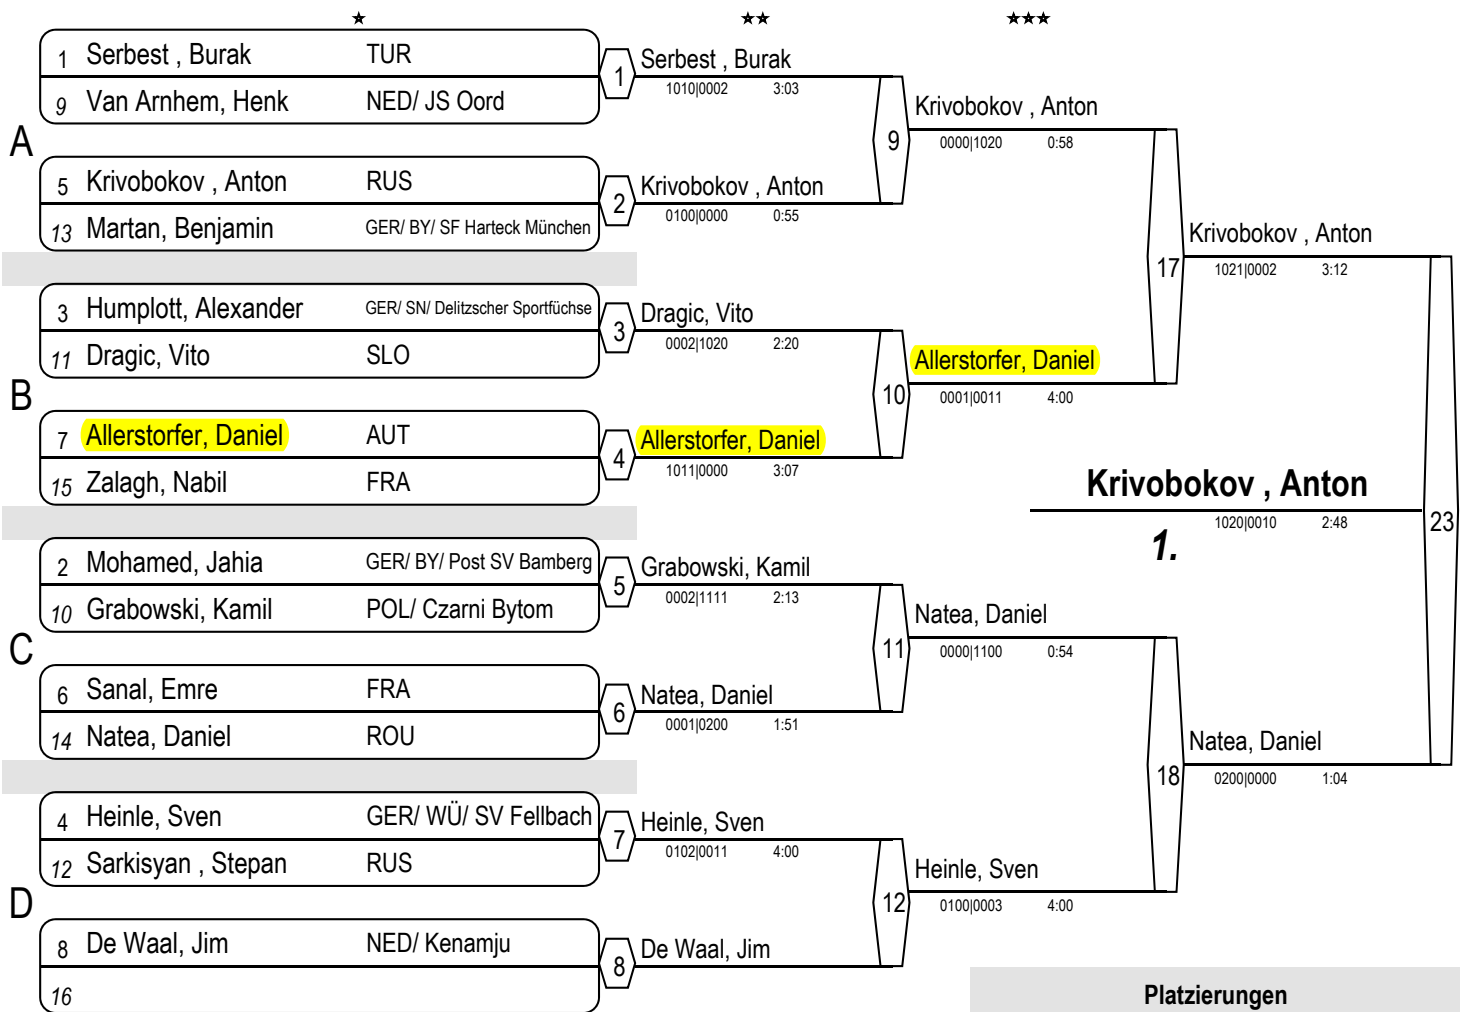 ★ ★★ ★★★
A
1 Serbest , Burak TUR
9 Van Arnhem, Henk NED/ JS Oord
5 Krivobokov , Anton RUS
13 Martan, Benjamin GER/ BY/ SF Harteck München
B
3 Humplott, Alexander GER/ SN/ Delitzscher Sportfüchse
11 Dragic, Vito SLO
7 Allerstorfer, Daniel AUT
15 Zalagh, Nabil FRA
C
2 Mohamed, Jahia GER/ BY/ Post SV Bamberg
10 Grabowski, Kamil POL/ Czarni Bytom
6 Sanal, Emre FRA
14 Natea, Daniel ROU
D
4 Heinle, Sven GER/ WÜ/ SV Fellbach
12 Sarkisyan , Stepan RUS
8 De Waal, Jim NED/ Kenamju
16
1 Serbest , Burak
1010|0002 3:03
2 Krivobokov , Anton
0100|0000 0:55
3 Dragic, Vito
0002|1020 2:20
4 Allerstorfer, Daniel
1011|0000 3:07
5 Grabowski, Kamil
0002|1111 2:13
6 Natea, Daniel
0001|0200 1:51
7 Heinle, Sven
0102|0011 4:00
8 De Waal, Jim
9 Krivobokov , Anton
0000|1020 0:58
10 Allerstorfer, Daniel
0001|0011 4:00
11 Natea, Daniel
0000|1100 0:54
12 Heinle, Sven
0100|0003 4:00
17 Krivobokov , Anton
1021|0002 3:12
18 Natea, Daniel
0200|0000 1:04
Krivobokov , Anton 23
1020|0010 2:48
1.
Platzierungen